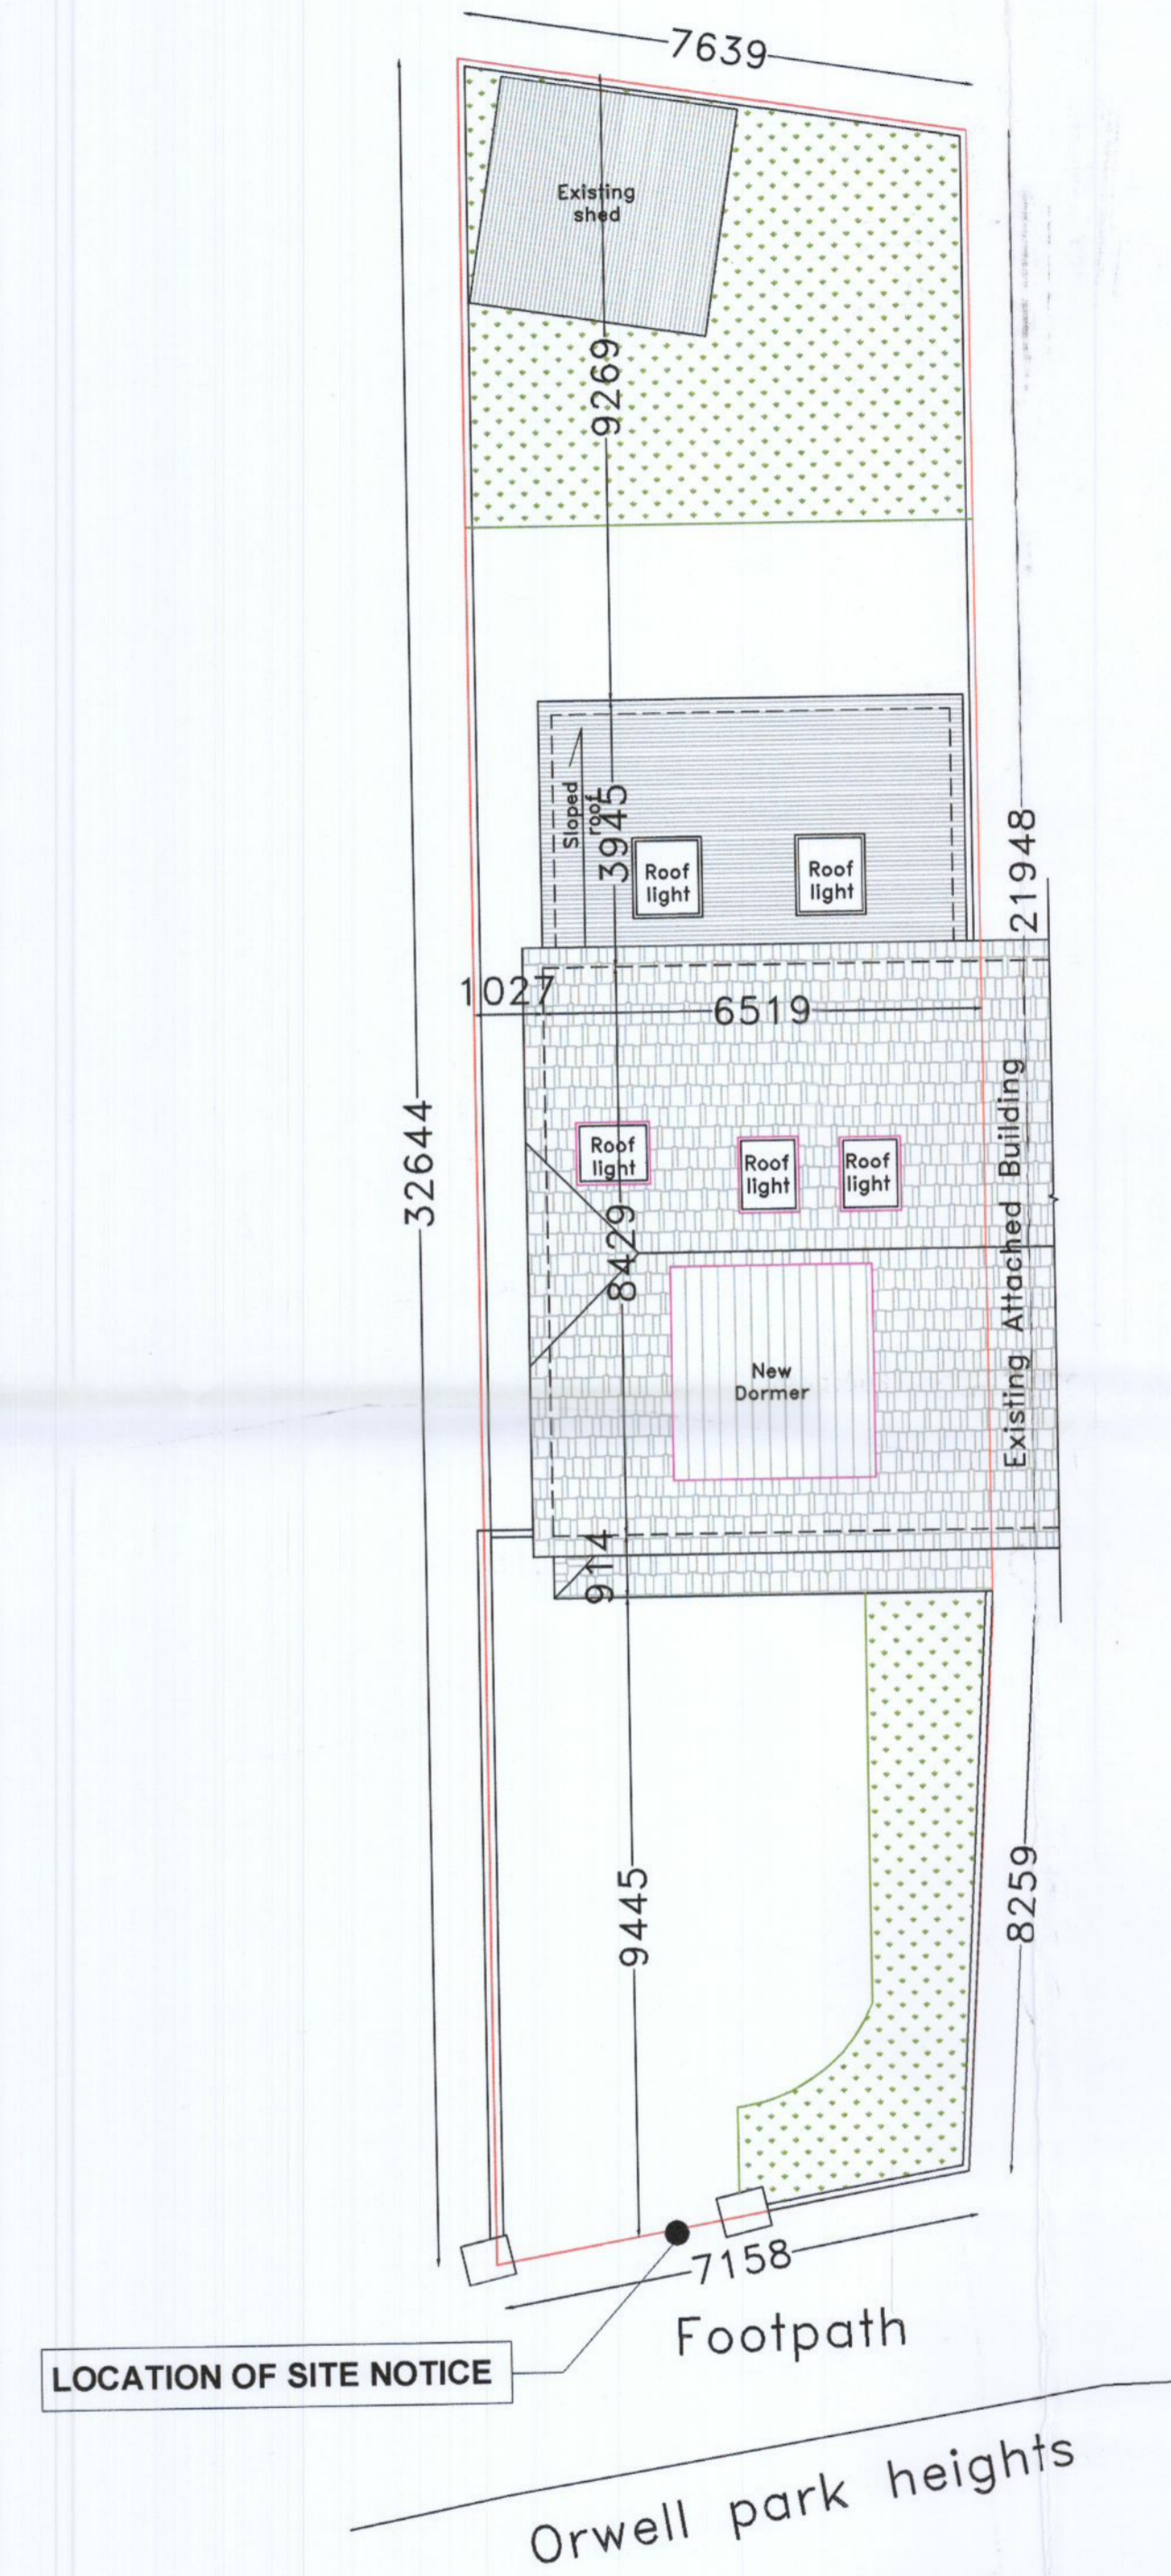 7639
Existing
shed
9269
Sloped
roof
3945
Roof
light
Roof
light
21948
1027
6519
32644
Roof
light
Roof
light
Roof
light
8429
Existing Attached Building
New
Dormer
914
9445
8259
7158
Footpath
LOCATION OF SITE NOTICE
Orwell park heights